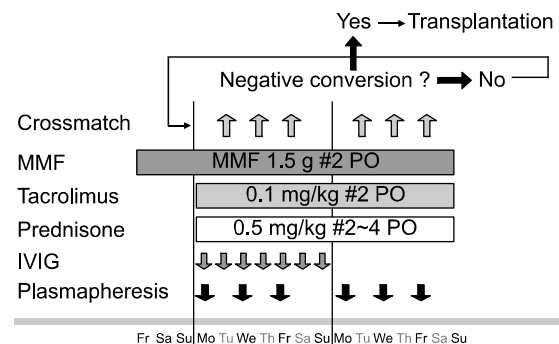 Yes → Transplantation
Negative conversion ? → No
Crossmatch
MMF MMF 1.5 g #2 PO
Tacrolimus 0.1 mg/kg #2 PO
Prednisone 0.5 mg/kg #2~4 PO
IVIG
Plasmapheresis
Fr Sa Su Mo Tu We Th Fr Sa Su Mo Tu We Th Fr Sa Su